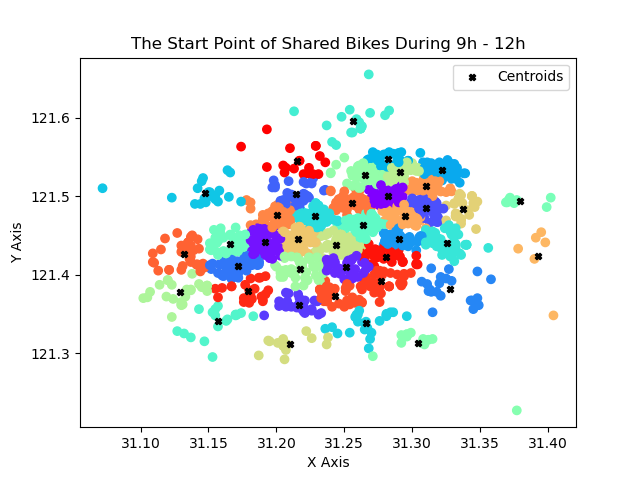 The Start Point of Shared Bikes During 9h - 12h
Centroids
121.6
121.5
121.4
121.3
Y Axis
31.10 31.15 31.20 31.25 31.30 31.35 31.40
X Axis